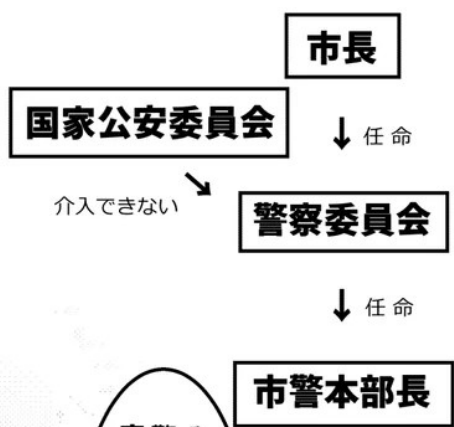 市長
国家公安委員会
任命
介入できない
警察委員会
任命
市警本部長